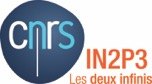 cnrs
IN2P3
Les deux infinis